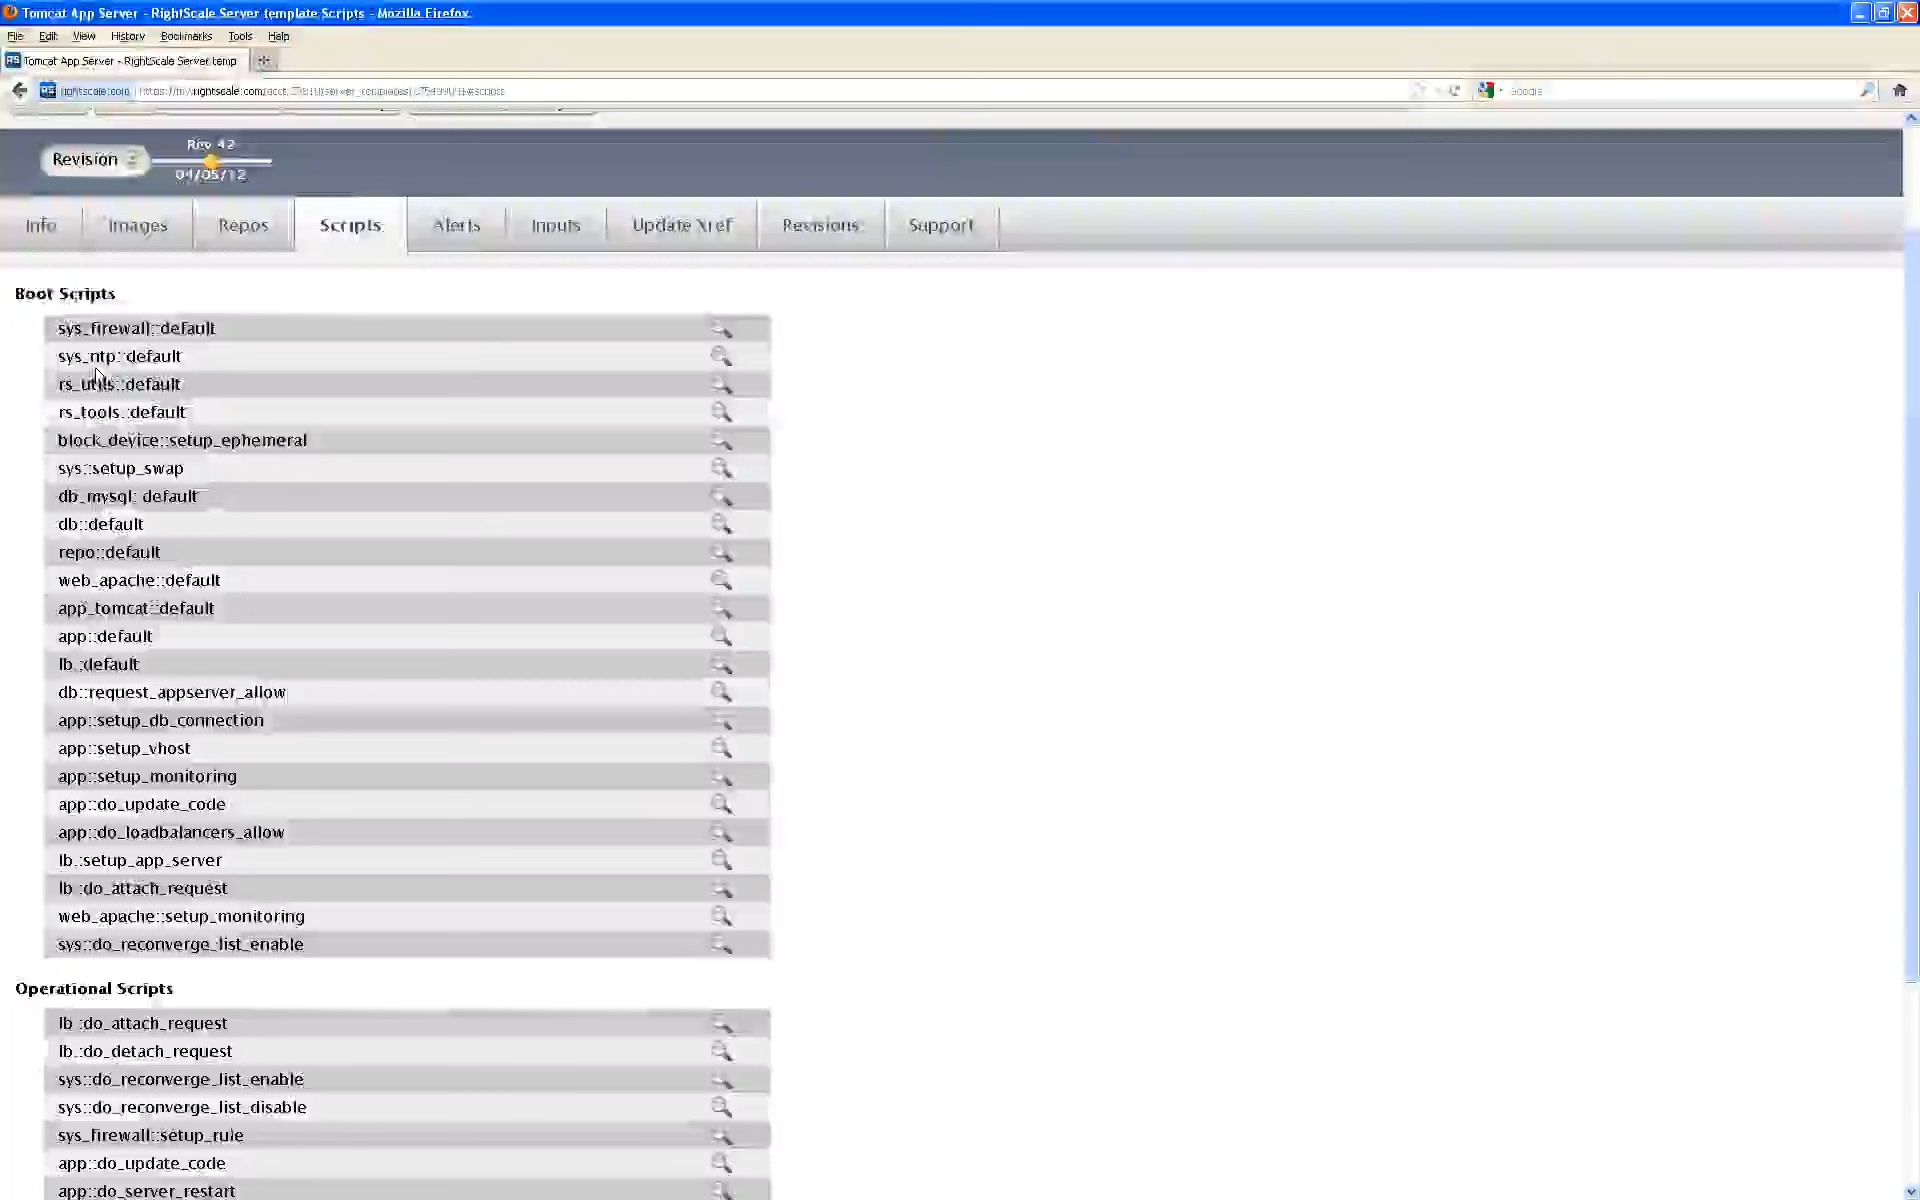 Tomcat App Server - RightScale Server template Scripts - Mozilla Firefox
File Edit View History Bookmarks Tools Help
Tomcat App Server - RightScale Server temp
rightscale.com
Google
Revision
Rev 42
04/05/12
Info Images Repos Scripts Alerts Inputs Update Xref Revisions Support
Boot Scripts
sys_firewall::default
sys_ntp::default
rs_utils::default
rs_tools::default
block_device::setup_ephemeral
sys::setup_swap
db_mysql::default
db::default
repo::default
web_apache::default
app_tomcat::default
app::default
lb::default
db::request_appserver_allow
app::setup_db_connection
app::setup_vhost
app::setup_monitoring
app::do_update_code
app::do_loadbalancers_allow
lb::setup_app_server
lb::do_attach_request
web_apache::setup_monitoring
sys::do_reconverge_list_enable
Operational Scripts
lb::do_attach_request
lb::do_detach_request
sys::do_reconverge_list_enable
sys::do_reconverge_list_disable
sys_firewall::setup_rule
app::do_update_code
app::do_server_restart